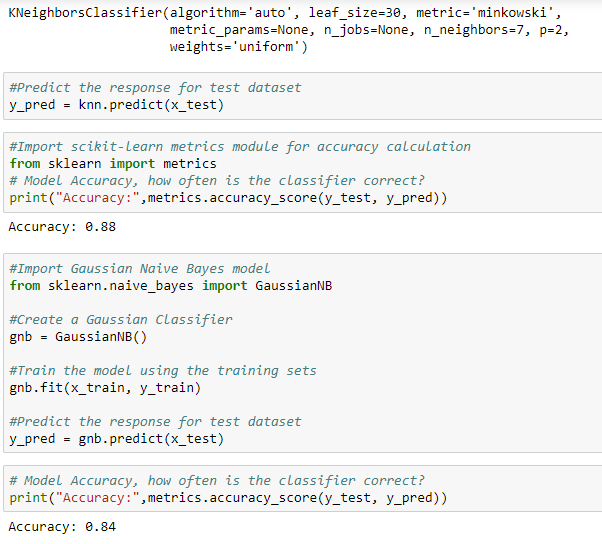 KNeighborsClassifier(algorithm='auto', leaf_size=30, metric='minkowski',
metric_params=None, n_jobs=None, n_neighbors=7, p=2,
weights='uniform')
#Predict the response for test dataset
y_pred = knn.predict(x_test)
#Import scikit-learn metrics module for accuracy calculation
from sklearn import metrics
# Model Accuracy, how often is the classifier correct?
print("Accuracy:",metrics.accuracy_score(y_test, y_pred))
Accuracy: 0.88
#Import Gaussian Naive Bayes model
from sklearn.naive_bayes import GaussianNB
#Create a Gaussian Classifier
gnb = GaussianNB()
#Train the model using the training sets
gnb.fit(x_train, y_train)
#Predict the response for test dataset
y_pred = gnb.predict(x_test)
# Model Accuracy, how often is the classifier correct?
print("Accuracy:",metrics.accuracy_score(y_test, y_pred))
Accuracy: 0.84